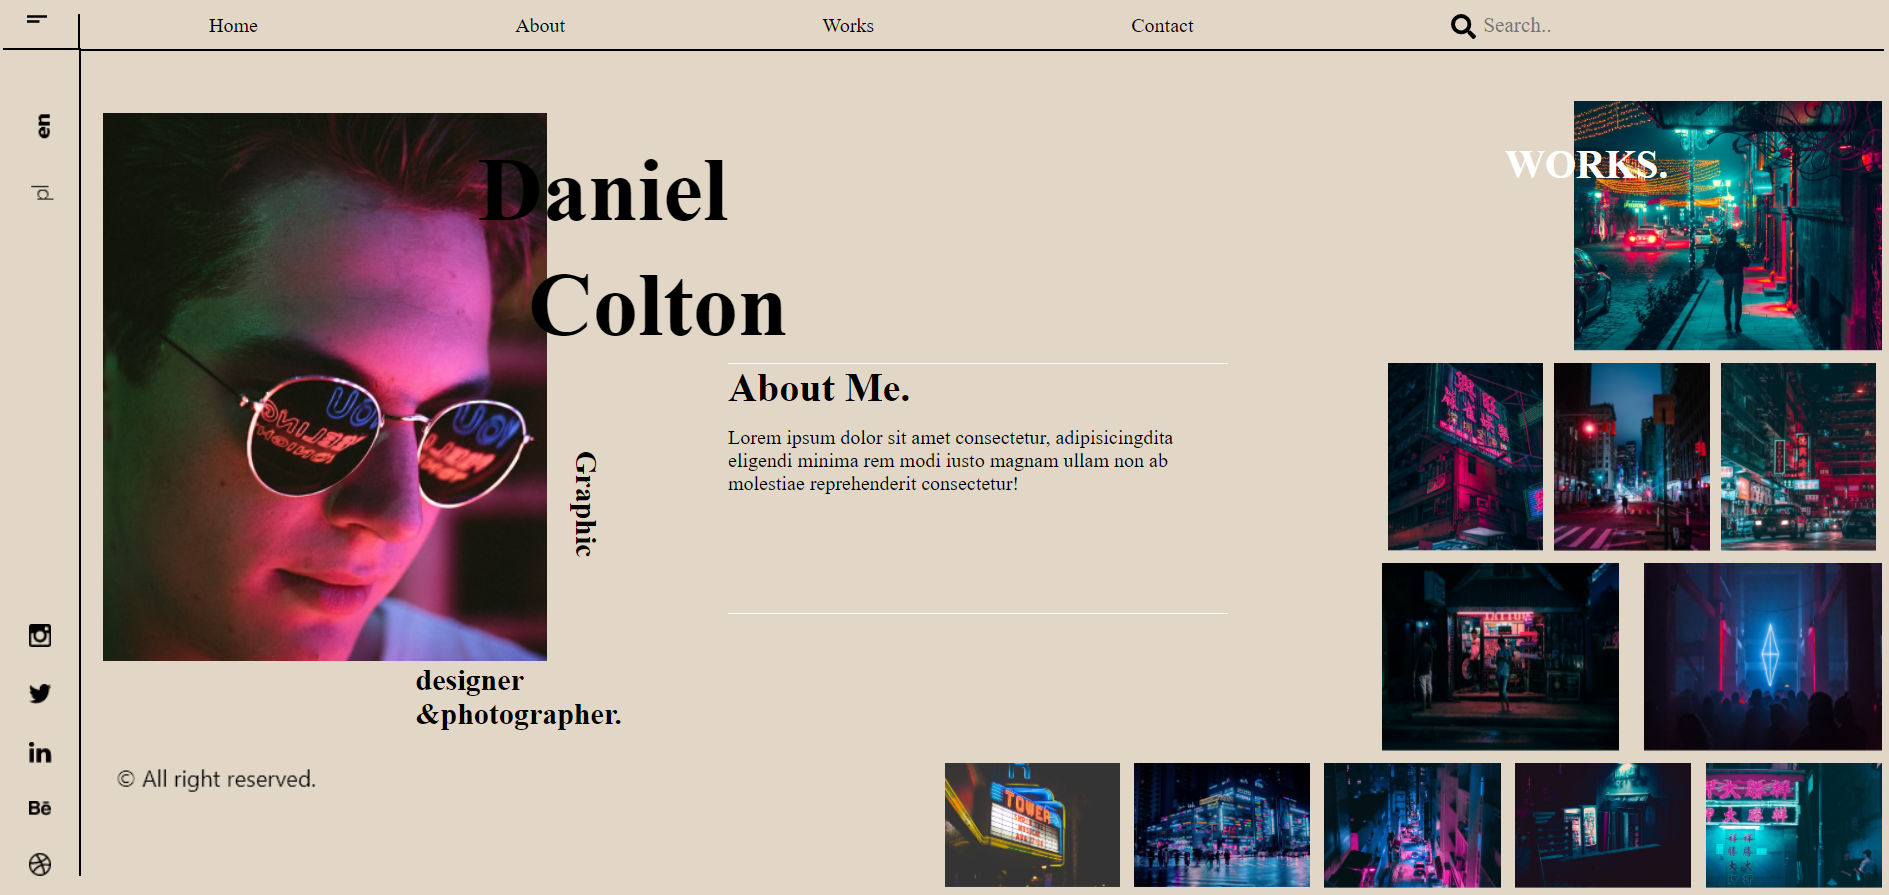 Home
About
Works
Contact
Search..
en
pl
Daniel
Colton
WORKS.
About Me.
Lorem ipsum dolor sit amet consectetur, adipisicingdita
eligendi minima rem modi iusto magnam ullam non ab
molestiae reprehenderit consectetur!
Graphic
designer
&photographer.
in
Bē
© All right reserved.
TOWER